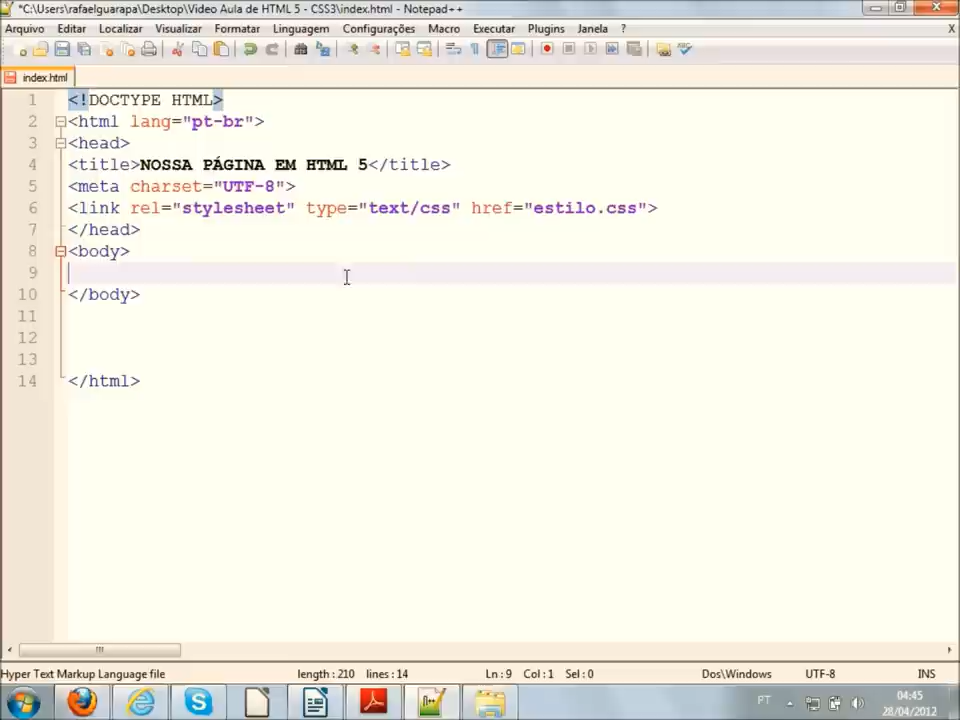 *C:\Users\rafaelguarapa\Desktop\Video Aula de HTML 5 - CSS3\index.html - Notepad++
Arquivo Editar Localizar Visualizar Formatar Linguagem Configurações Macro Executar Plugins Janela ? X
index.html
1 <!DOCTYPE HTML>
2 <html lang="pt-br">
3 <head>
4 <title>NOSSA PÁGINA EM HTML 5</title>
5 <meta charset="UTF-8">
6 <link rel="stylesheet" type="text/css" href="estilo.css">
7 </head>
8 <body>
9
10 </body>
11
12
13
14 </html>
Hyper Text Markup Language file length : 210 lines : 14 Ln : 9 Col : 1 Sel : 0 Dos\Windows UTF-8 INS
PT 04:45
28/04/2012